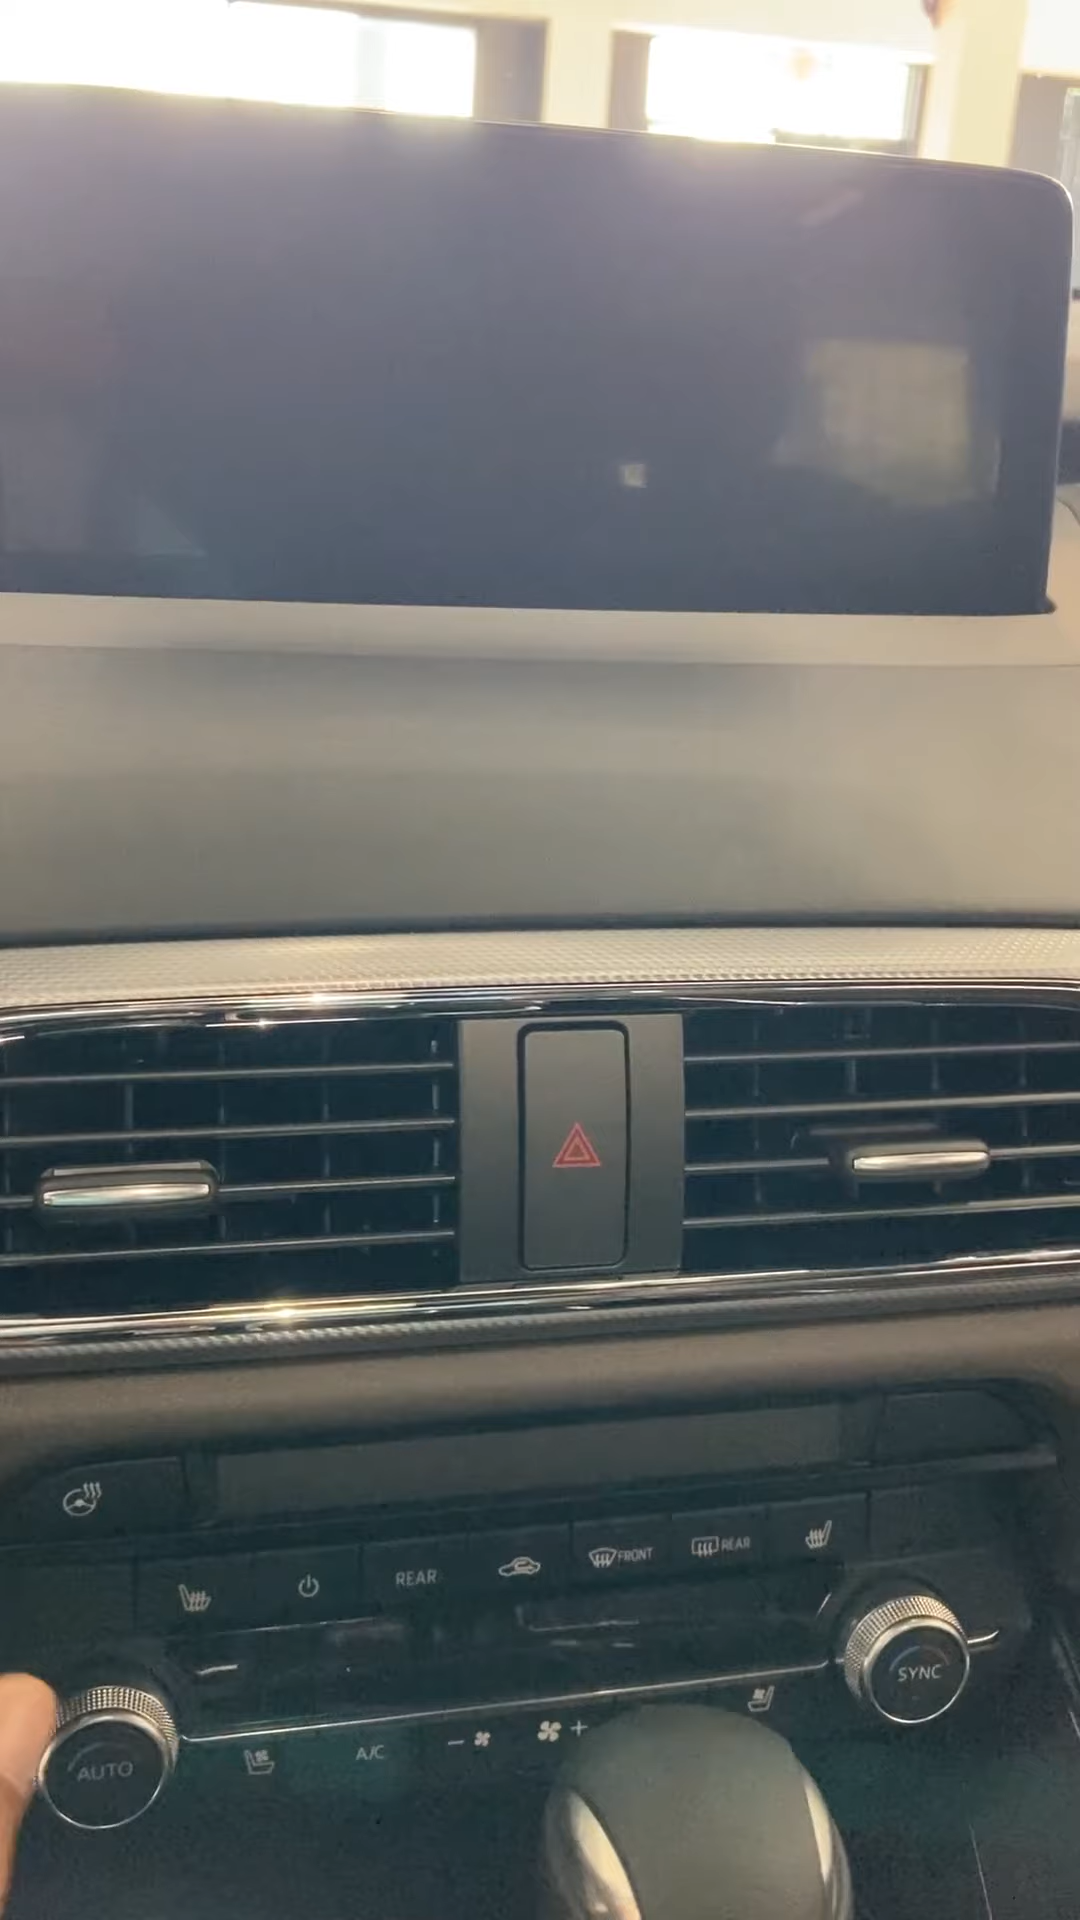 REAR
FRONT
REAR
AUTO
A/C
− +
SYNC